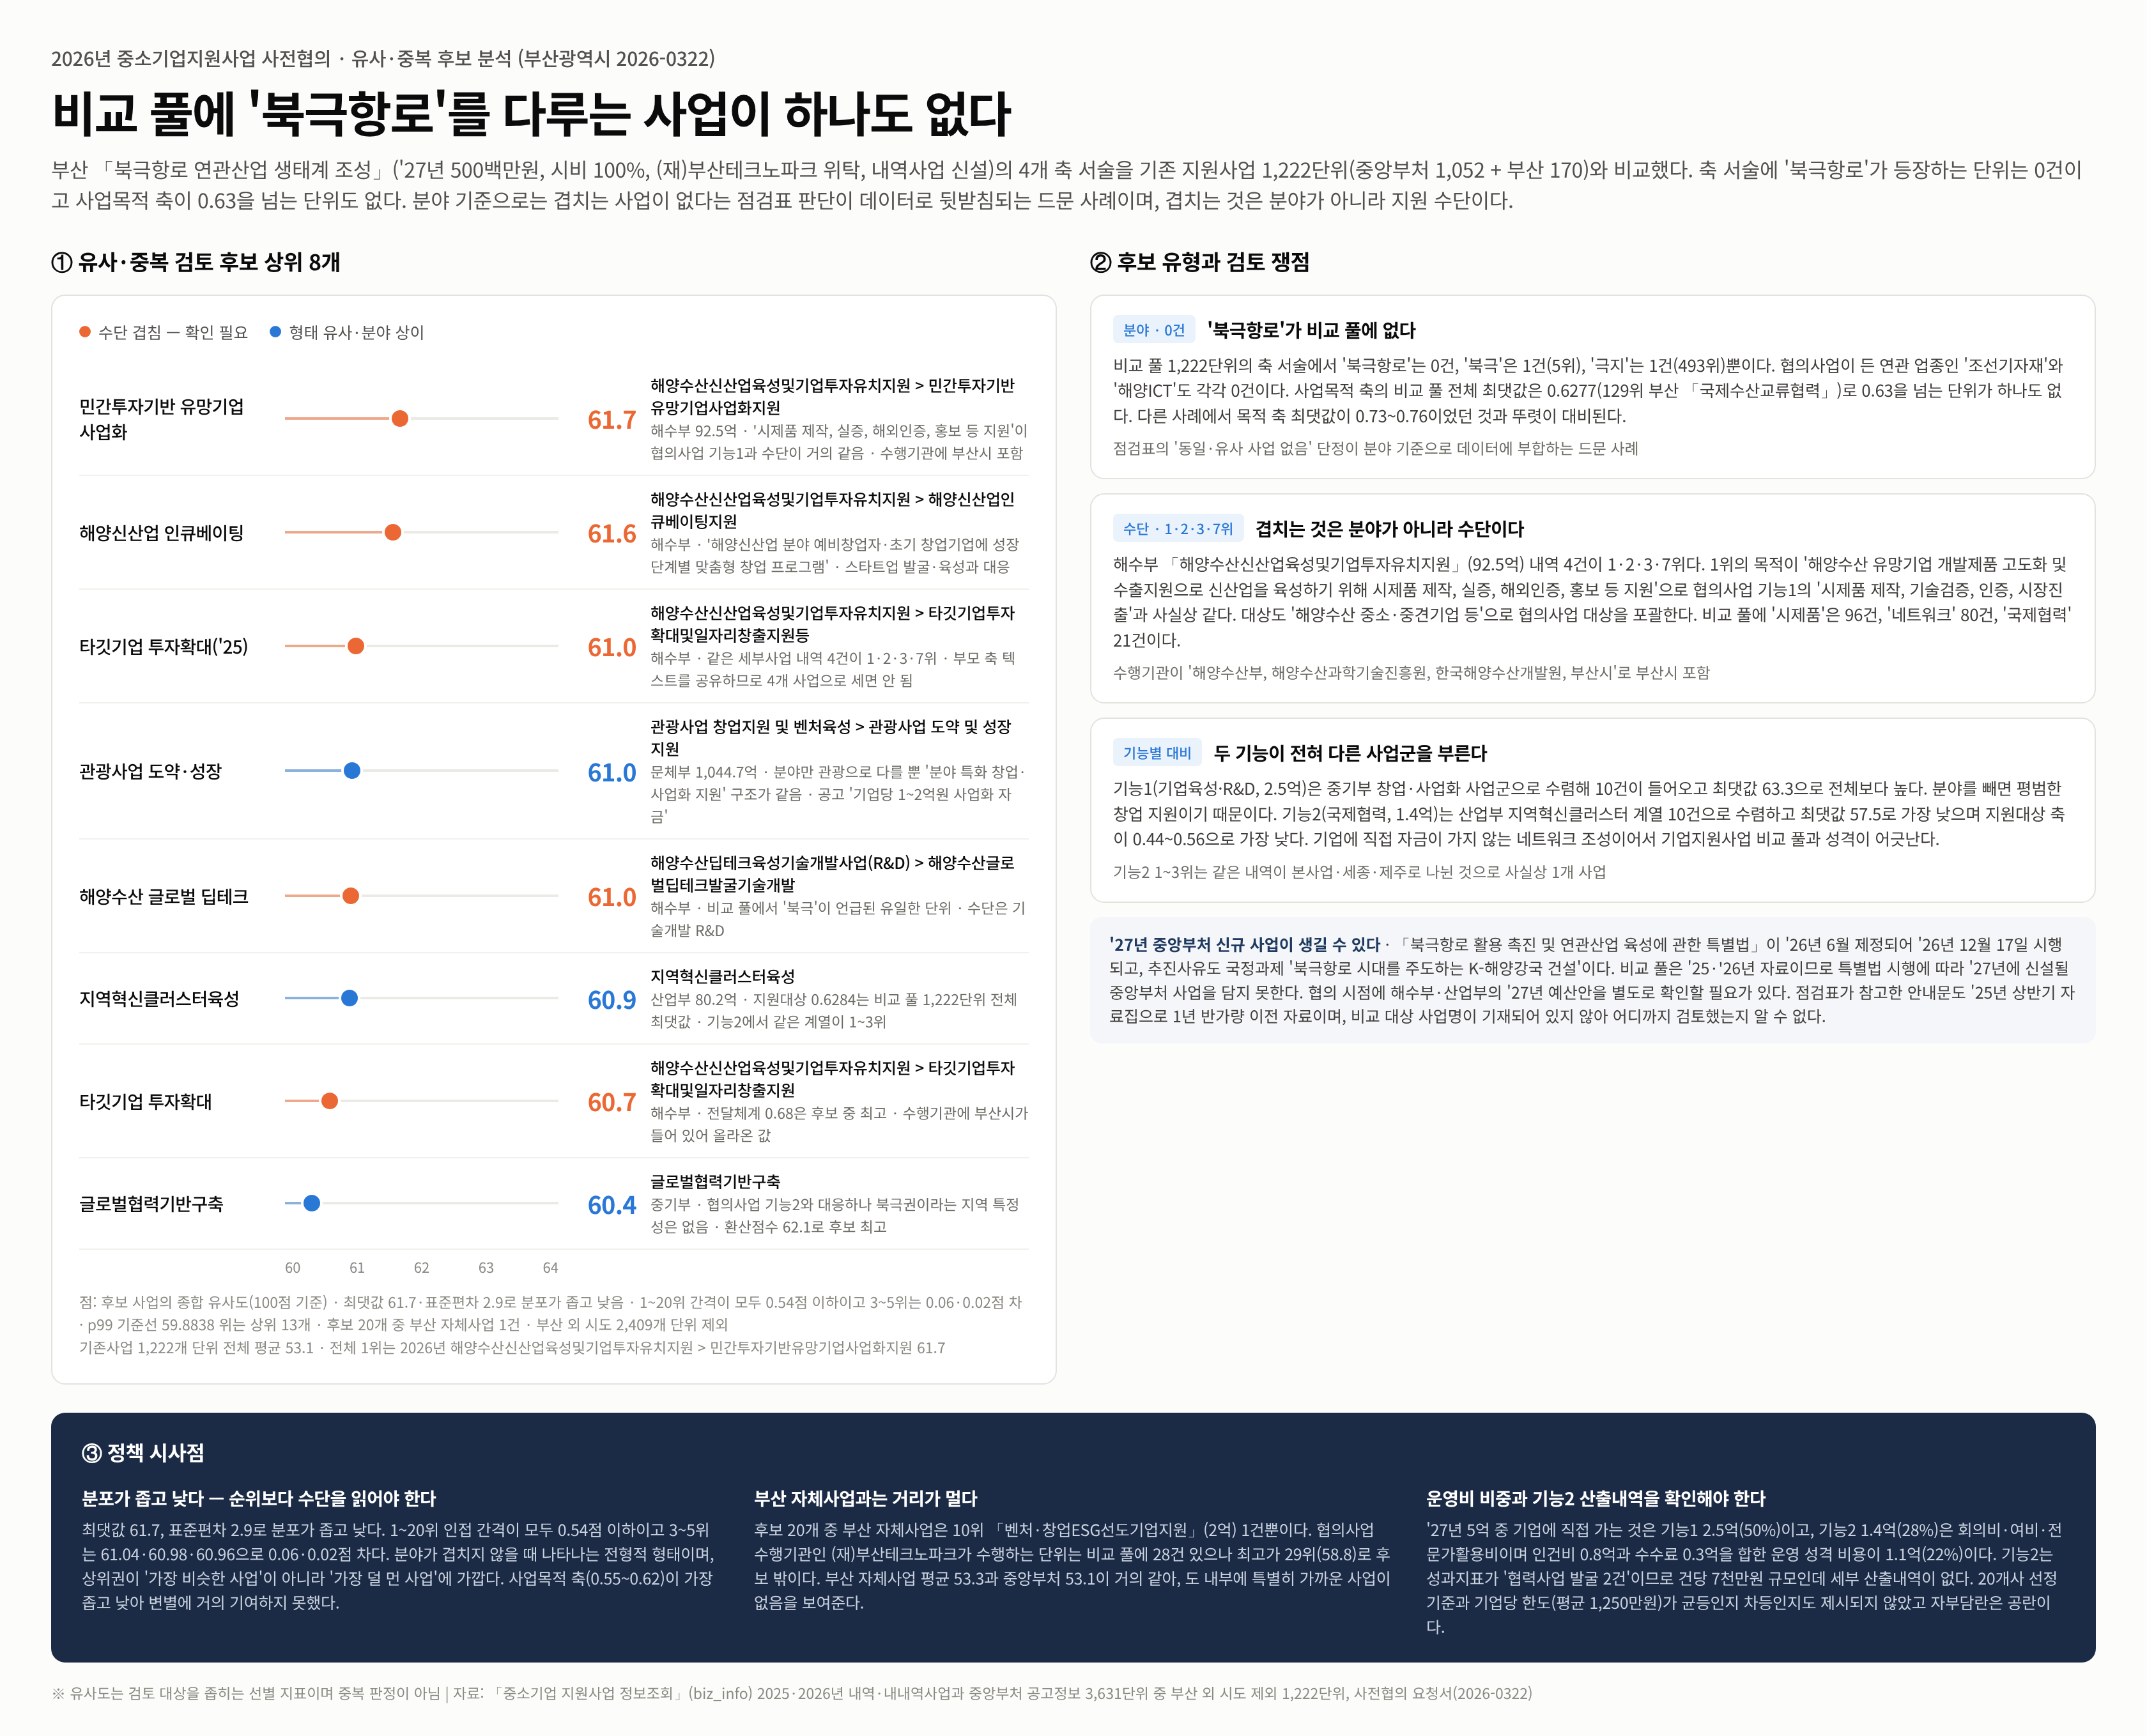 2026년 중소기업지원사업 사전협의 · 유사·중복 후보 분석 (부산광역시 2026-0322)
비교 풀에 '북극항로'를 다루는 사업이 하나도 없다
부산 「북극항로 연관산업 생태계 조성」('27년 500백만원, 시비 100%, (재)부산테크노파크 위탁, 내역사업 신설)의 4개 축 서술을 기존 지원사업 1,222단위(중앙부처 1,052 + 부산 170)와 비교했다. 축 서술에 '북극항로'가 등장하는 단위는 0건이
고 사업목적 축이 0.63을 넘는 단위도 없다. 분야 기준으로는 겹치는 사업이 없다는 점검표 판단이 데이터로 뒷받침되는 드문 사례이며, 겹치는 것은 분야가 아니라 지원 수단이다.
① 유사·중복 검토 후보 상위 8개
수단 겹침 — 확인 필요
형태 유사·분야 상이
민간투자기반 유망기업
사업화
61.7
해양수산신산업육성및기업투자유치지원 > 민간투자기반
유망기업사업화지원
해수부 92.5억 · '시제품 제작, 실증, 해외인증, 홍보 등 지원'이
협의사업 기능1과 수단이 거의 같음 · 수행기관에 부산시 포함
해양신산업 인큐베이팅
61.6
해양수산신산업육성및기업투자유치지원 > 해양신산업인
큐베이팅지원
해수부 · '해양신산업 분야 예비창업자·초기 창업기업에 성장
단계별 맞춤형 창업 프로그램' · 스타트업 발굴·육성과 대응
타깃기업 투자확대('25)
61.0
해양수산신산업육성및기업투자유치지원 > 타깃기업투자
확대및일자리창출지원등
해수부 · 같은 세부사업 내역 4건이 1·2·3·7위 · 부모 축 텍
스트를 공유하므로 4개 사업으로 세면 안 됨
관광사업 도약·성장
61.0
관광사업 창업지원 및 벤처육성 > 관광사업 도약 및 성장
지원
문체부 1,044.7억 · 분야만 관광으로 다를 뿐 '분야 특화 창업·
사업화 지원' 구조가 같음 · 공고 '기업당 1~2억원 사업화 자
금'
해양수산 글로벌 딥테크
61.0
해양수산딥테크육성기술개발사업(R&D) > 해양수산글로
벌딥테크발굴기술개발
해수부 · 비교 풀에서 '북극'이 언급된 유일한 단위 · 수단은 기
술개발 R&D
지역혁신클러스터육성
60.9
지역혁신클러스터육성
산업부 80.2억 · 지원대상 0.6284는 비교 풀 1,222단위 전체
최댓값 · 기능2에서 같은 계열이 1~3위
타깃기업 투자확대
60.7
해양수산신산업육성및기업투자유치지원 > 타깃기업투자
확대및일자리창출지원
해수부 · 전달체계 0.68은 후보 중 최고 · 수행기관에 부산시가
들어 있어 올라온 값
글로벌협력기반구축
60.4
글로벌협력기반구축
중기부 · 협의사업 기능2와 대응하나 북극권이라는 지역 특정
성은 없음 · 환산점수 62.1로 후보 최고
60 61 62 63 64
점: 후보 사업의 종합 유사도(100점 기준) · 최댓값 61.7·표준편차 2.9로 분포가 좁고 낮음 · 1~20위 간격이 모두 0.54점 이하이고 3~5위는 0.06·0.02점 차
· p99 기준선 59.8838 위는 상위 13개 · 후보 20개 중 부산 자체사업 1건 · 부산 외 시도 2,409개 단위 제외
기존사업 1,222개 단위 전체 평균 53.1 · 전체 1위는 2026년 해양수산신산업육성및기업투자유치지원 > 민간투자기반유망기업사업화지원 61.7
② 후보 유형과 검토 쟁점
분야 · 0건 '북극항로'가 비교 풀에 없다
비교 풀 1,222단위의 축 서술에서 '북극항로'는 0건, '북극'은 1건(5위), '극지'는 1건(493위)뿐이다. 협의사업이 든 연관 업종인 '조선기자재'와
'해양ICT'도 각각 0건이다. 사업목적 축의 비교 풀 전체 최댓값은 0.6277(129위 부산 「국제수산교류협력」)로 0.63을 넘는 단위가 하나도 없
다. 다른 사례에서 목적 축 최댓값이 0.73~0.76이었던 것과 뚜렷이 대비된다.
점검표의 '동일·유사 사업 없음' 단정이 분야 기준으로 데이터에 부합하는 드문 사례
수단 · 1·2·3·7위 겹치는 것은 분야가 아니라 수단이다
해수부 「해양수산신산업육성및기업투자유치지원」(92.5억) 내역 4건이 1·2·3·7위다. 1위의 목적이 '해양수산 유망기업 개발제품 고도화 및
수출지원으로 신산업을 육성하기 위해 시제품 제작, 실증, 해외인증, 홍보 등 지원'으로 협의사업 기능1의 '시제품 제작, 기술검증, 인증, 시장진
출'과 사실상 같다. 대상도 '해양수산 중소·중견기업 등'으로 협의사업 대상을 포괄한다. 비교 풀에 '시제품'은 96건, '네트워크' 80건, '국제협력'
21건이다.
수행기관이 '해양수산부, 해양수산과학기술진흥원, 한국해양수산개발원, 부산시'로 부산시 포함
기능별 대비 두 기능이 전혀 다른 사업군을 부른다
기능1(기업육성·R&D, 2.5억)은 중기부 창업·사업화 사업군으로 수렴해 10건이 들어오고 최댓값 63.3으로 전체보다 높다. 분야를 빼면 평범한
창업 지원이기 때문이다. 기능2(국제협력, 1.4억)는 산업부 지역혁신클러스터 계열 10건으로 수렴하고 최댓값 57.5로 가장 낮으며 지원대상 축
이 0.44~0.56으로 가장 낮다. 기업에 직접 자금이 가지 않는 네트워크 조성이어서 기업지원사업 비교 풀과 성격이 어긋난다.
기능2 1~3위는 같은 내역이 본사업·세종·제주로 나뉜 것으로 사실상 1개 사업
'27년 중앙부처 신규 사업이 생길 수 있다 · 「북극항로 활용 촉진 및 연관산업 육성에 관한 특별법」이 '26년 6월 제정되어 '26년 12월 17일 시행
되고, 추진사유도 국정과제 '북극항로 시대를 주도하는 K-해양강국 건설'이다. 비교 풀은 '25·'26년 자료이므로 특별법 시행에 따라 '27년에 신설될
중앙부처 사업을 담지 못한다. 협의 시점에 해수부·산업부의 '27년 예산안을 별도로 확인할 필요가 있다. 점검표가 참고한 안내문도 '25년 상반기 자
료집으로 1년 반가량 이전 자료이며, 비교 대상 사업명이 기재되어 있지 않아 어디까지 검토했는지 알 수 없다.
③ 정책 시사점
분포가 좁고 낮다 — 순위보다 수단을 읽어야 한다
최댓값 61.7, 표준편차 2.9로 분포가 좁고 낮다. 1~20위 인접 간격이 모두 0.54점 이하이고 3~5위
는 61.04·60.98·60.96으로 0.06·0.02점 차다. 분야가 겹치지 않을 때 나타나는 전형적 형태이며,
상위권이 '가장 비슷한 사업'이 아니라 '가장 덜 먼 사업'에 가깝다. 사업목적 축(0.55~0.62)이 가장
좁고 낮아 변별에 거의 기여하지 못했다.
부산 자체사업과는 거리가 멀다
후보 20개 중 부산 자체사업은 10위 「벤처·창업ESG선도기업지원」(2억) 1건뿐이다. 협의사업
수행기관인 (재)부산테크노파크가 수행하는 단위는 비교 풀에 28건 있으나 최고가 29위(58.8)로 후
보 밖이다. 부산 자체사업 평균 53.3과 중앙부처 53.1이 거의 같아, 도 내부에 특별히 가까운 사업이
없음을 보여준다.
운영비 비중과 기능2 산출내역을 확인해야 한다
'27년 5억 중 기업에 직접 가는 것은 기능1 2.5억(50%)이고, 기능2 1.4억(28%)은 회의비·여비·전
문가활용비이며 인건비 0.8억과 수수료 0.3억을 합한 운영 성격 비용이 1.1억(22%)이다. 기능2는
성과지표가 '협력사업 발굴 2건'이므로 건당 7천만원 규모인데 세부 산출내역이 없다. 20개사 선정
기준과 기업당 한도(평균 1,250만원)가 균등인지 차등인지도 제시되지 않았고 자부담란은 공란이
다.
※ 유사도는 검토 대상을 좁히는 선별 지표이며 중복 판정이 아님 | 자료: 「중소기업 지원사업 정보조회」(biz_info) 2025·2026년 내역·내내역사업과 중앙부처 공고정보 3,631단위 중 부산 외 시도 제외 1,222단위, 사전협의 요청서(2026-0322)